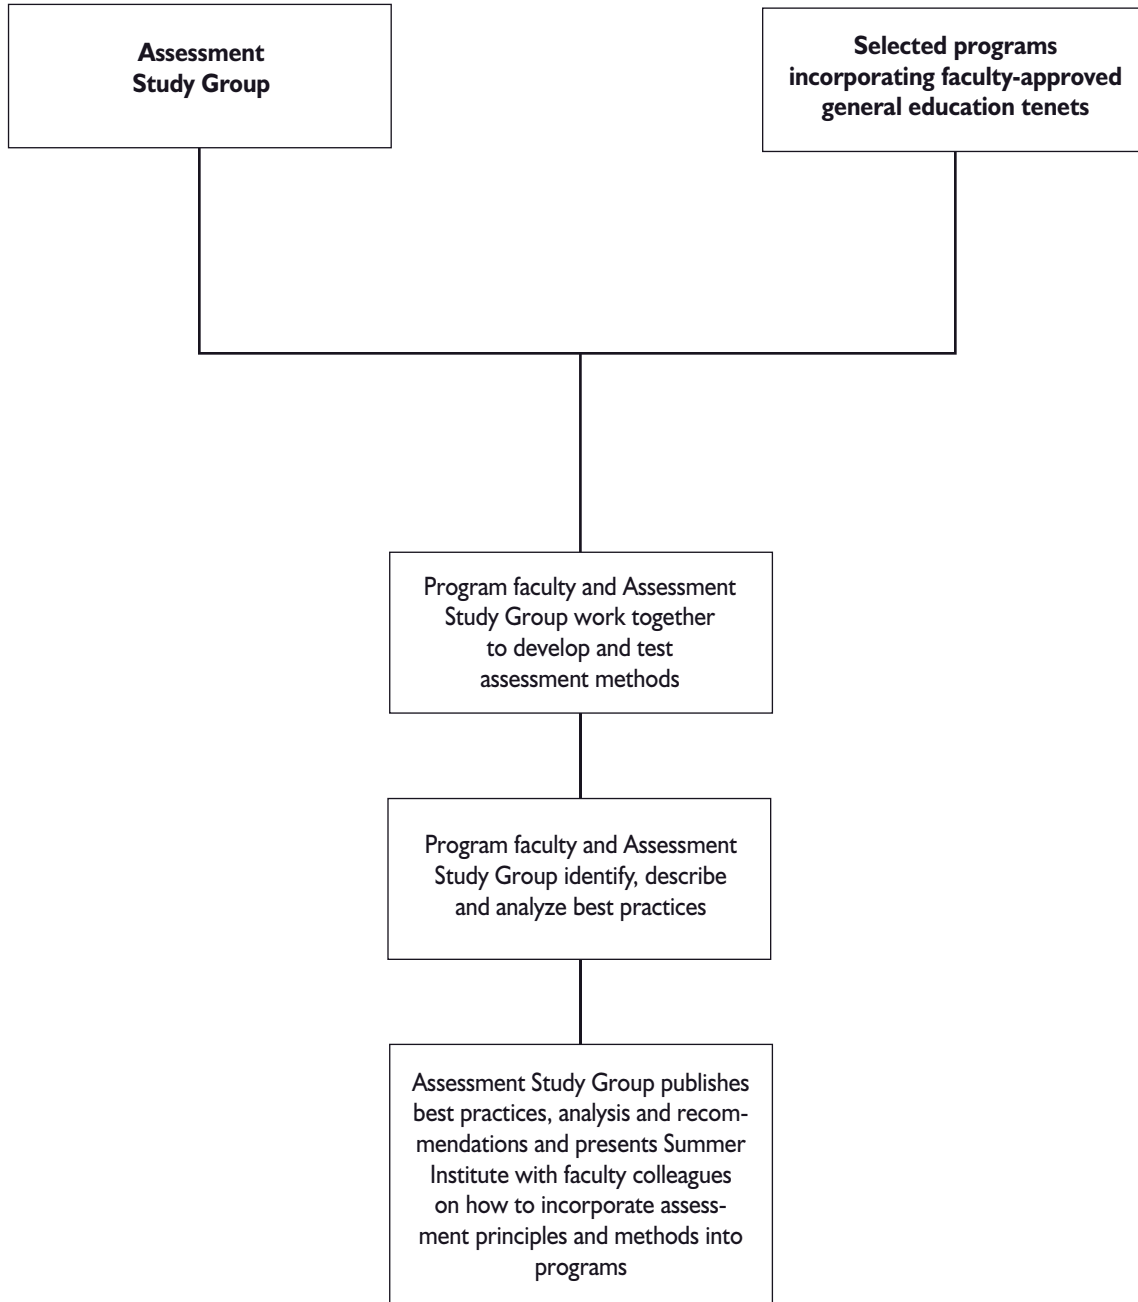 Assessment
Study Group
Selected programs
incorporating faculty-approved
general education tenets
Program faculty and Assessment
Study Group work together
to develop and test
assessment methods
Program faculty and Assessment
Study Group identify, describe
and analyze best practices
Assessment Study Group publishes
best practices, analysis and recom-
mendations and presents Summer
Institute with faculty colleagues
on how to incorporate assess-
ment principles and methods into
programs